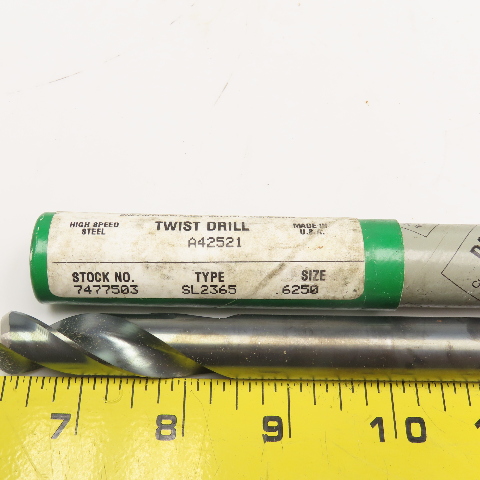 HIGH SPEED STEEL
TWIST DRILL
MADE IN U.S.A.
A42521
STOCK NO. TYPE SIZE
7477503 SL2365 .6250
7 8 9 10